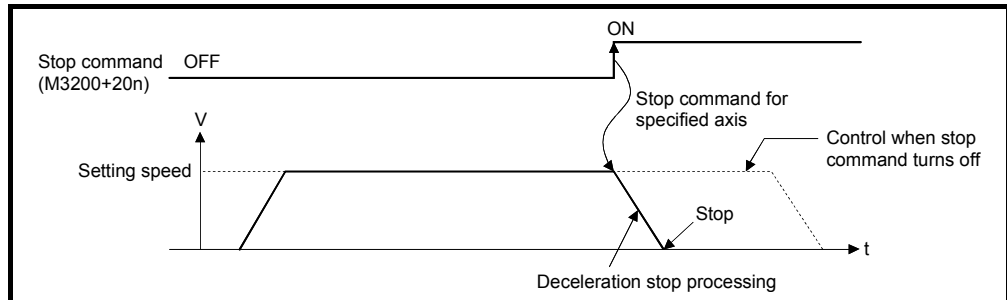 ON
Stop command OFF
(M3200+20n)
Stop command for
specified axis
V
Control when stop
command turns off
Setting speed
Stop
t
Deceleration stop processing